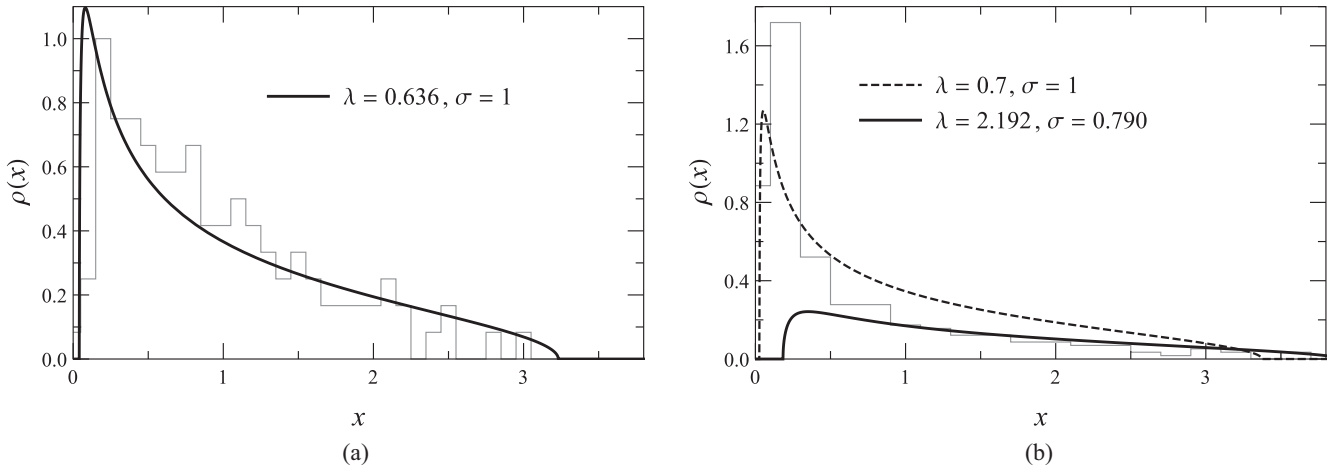 ρ(x)
1.0
0.8
0.6
0.4
0.2
0.0
λ = 0.636 , σ = 1
0 1 2 3
x
(a)
ρ(x)
1.6
1.2
0.8
0.4
0.0
λ = 0.7, σ = 1
λ = 2.192 , σ = 0.790
0 1 2 3
x
(b)